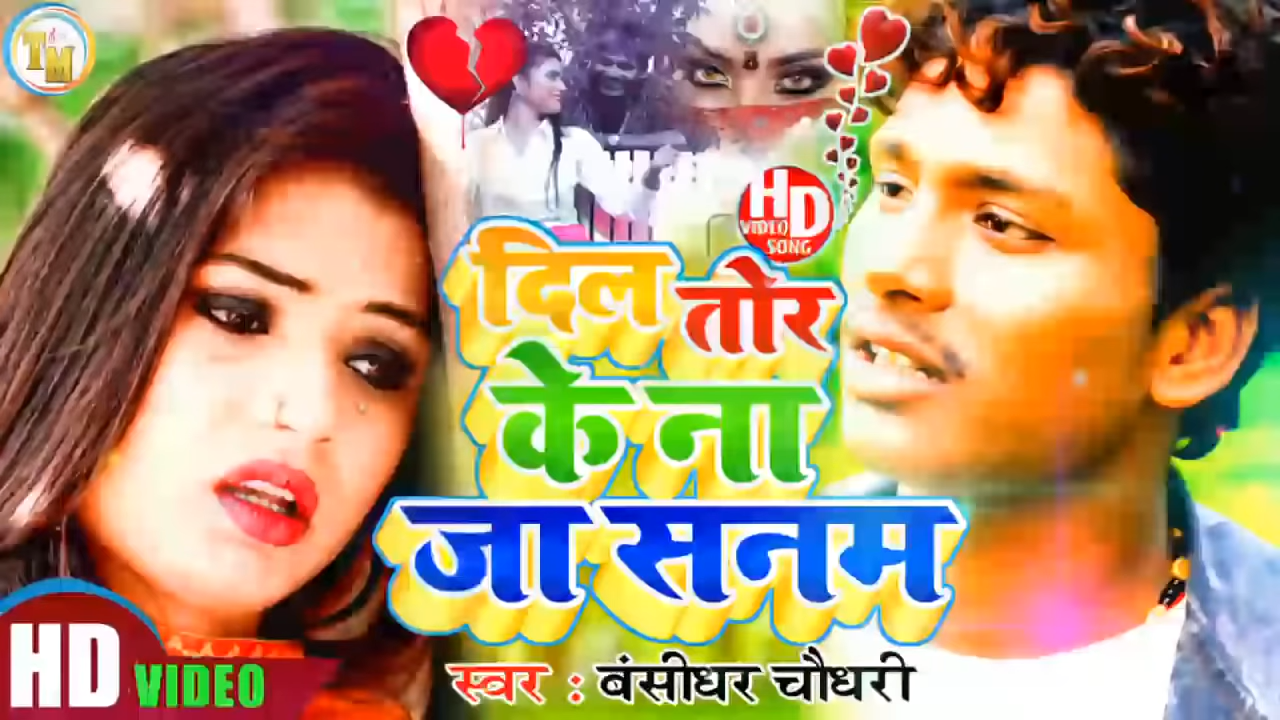 TM
HD
VIDEO
SONG
दिल तोर
के ना
जा सनम
स्वर : बंसीधर चौधरी
HD
VIDEO